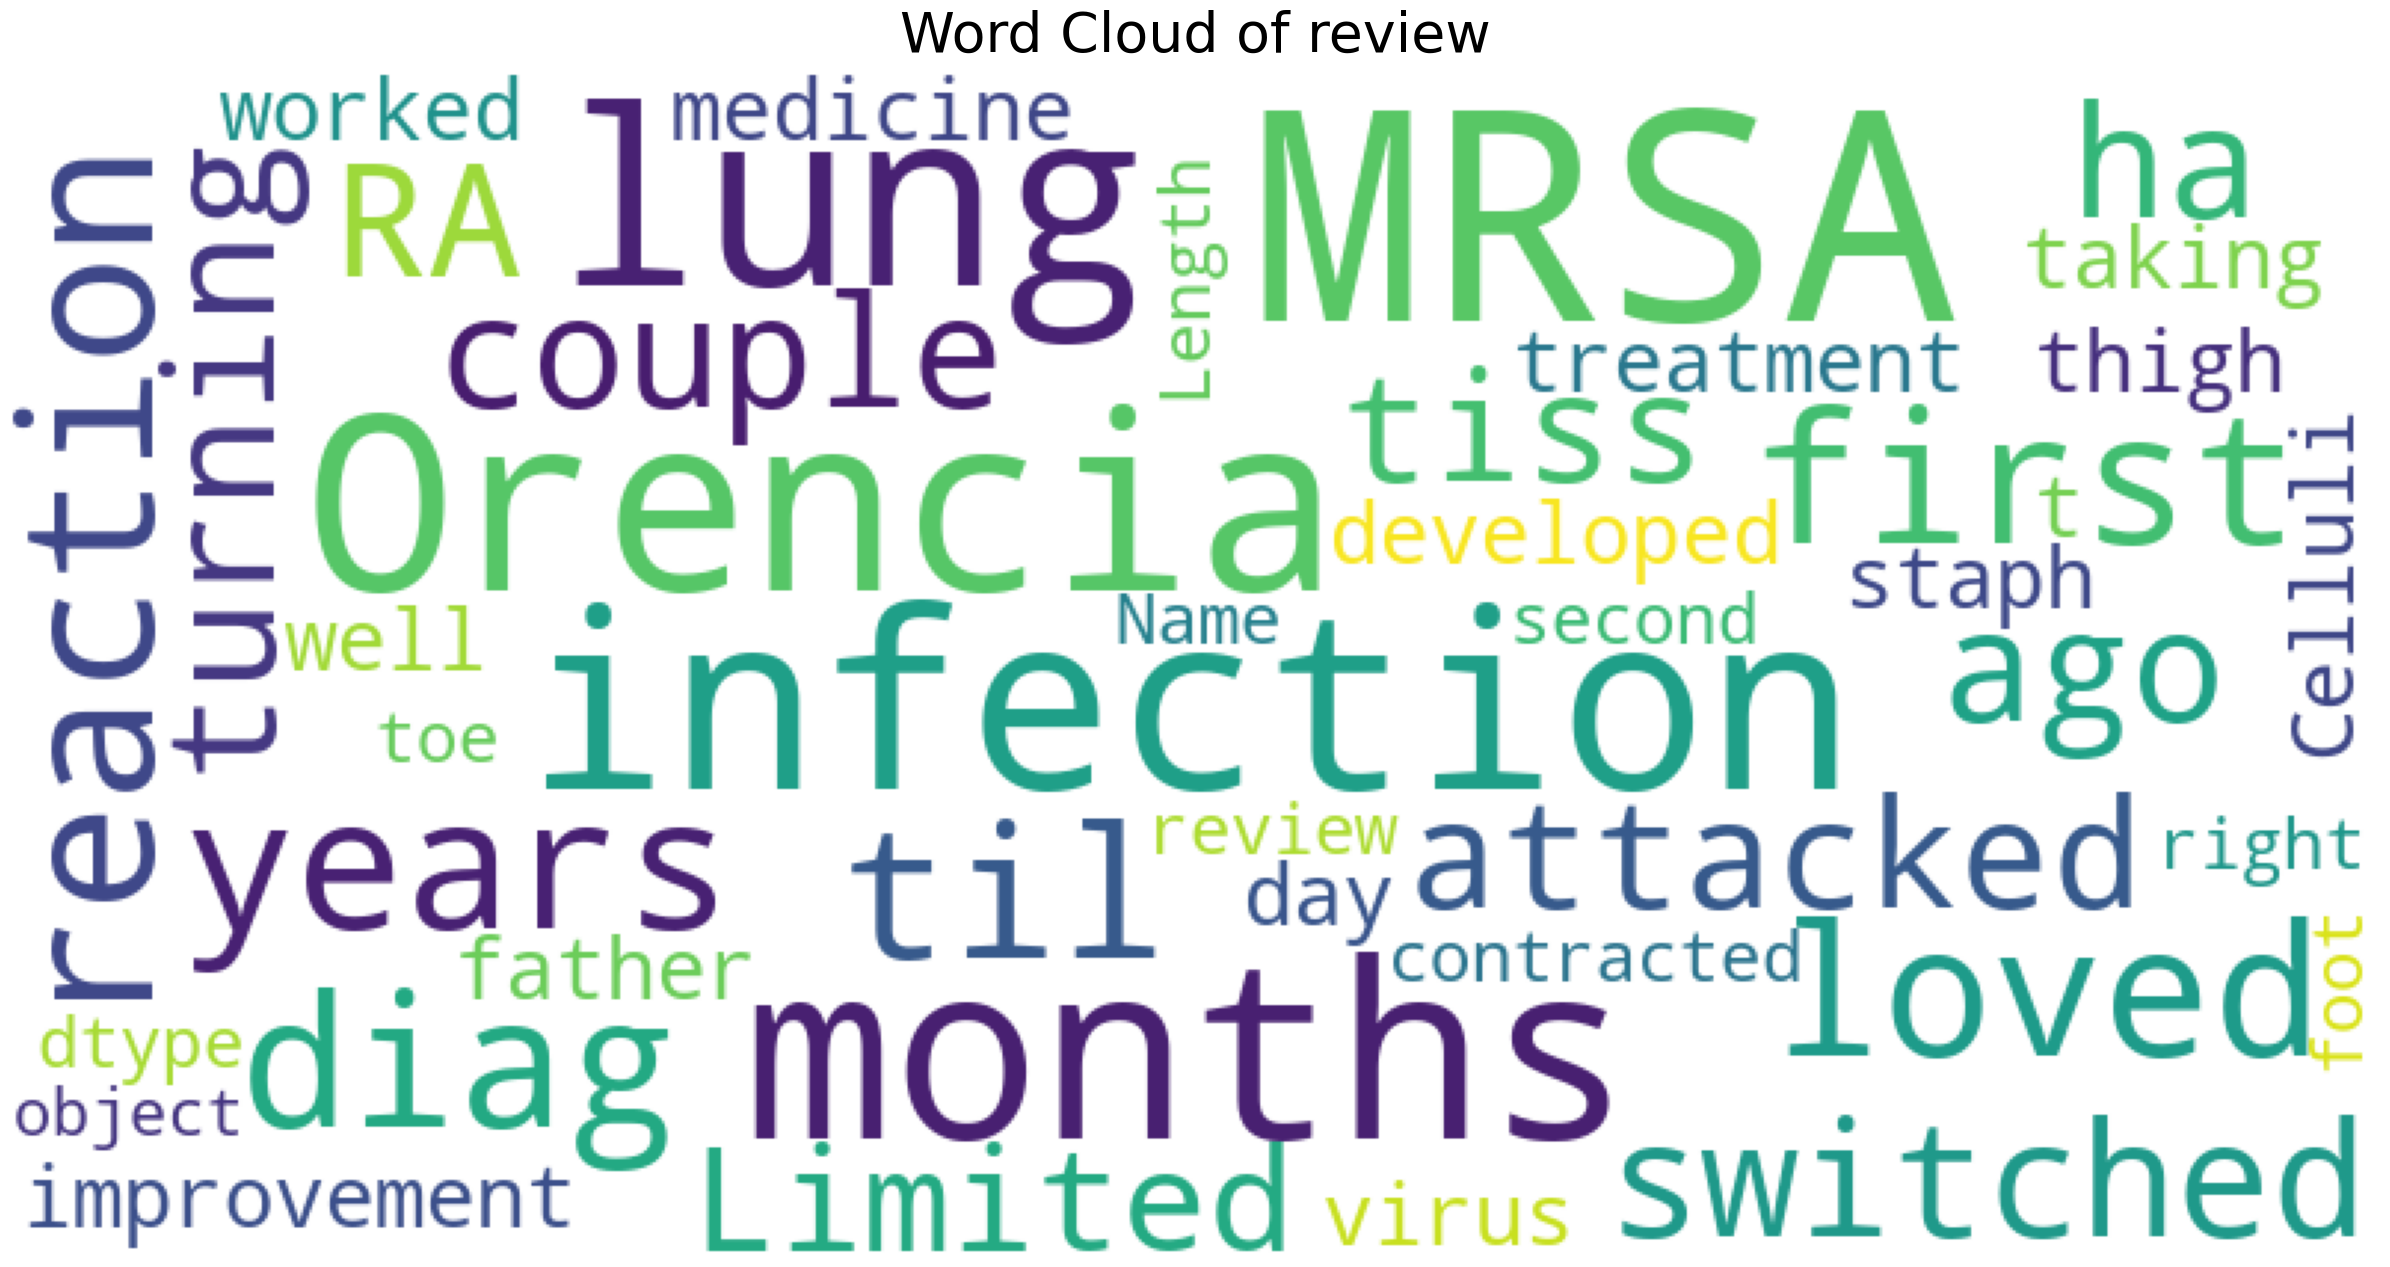 Word Cloud of review
worked
medicine
lung
MRSA
ha
reaction
turning
RA
Length
taking
couple
treatment
thigh
Orencia
tiss
first
t
Celluli
developed
staph
well
infection
Name
second
ago
toe
years
til
review
day
attacked
right
father
contracted
loved
foot
dtype
diag
months
object
improvement
Limited
virus
switched